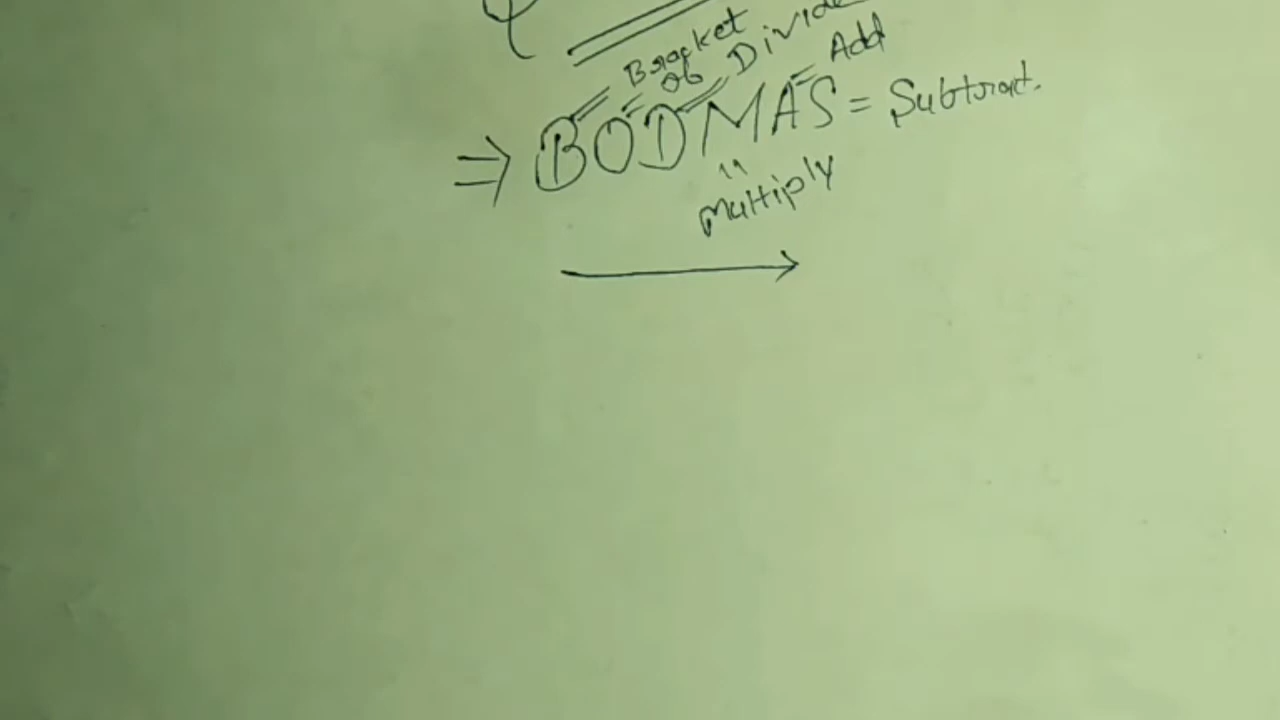 Bracket
of Divide
Add
⇒ BODMAS = Subtract.
Multiply